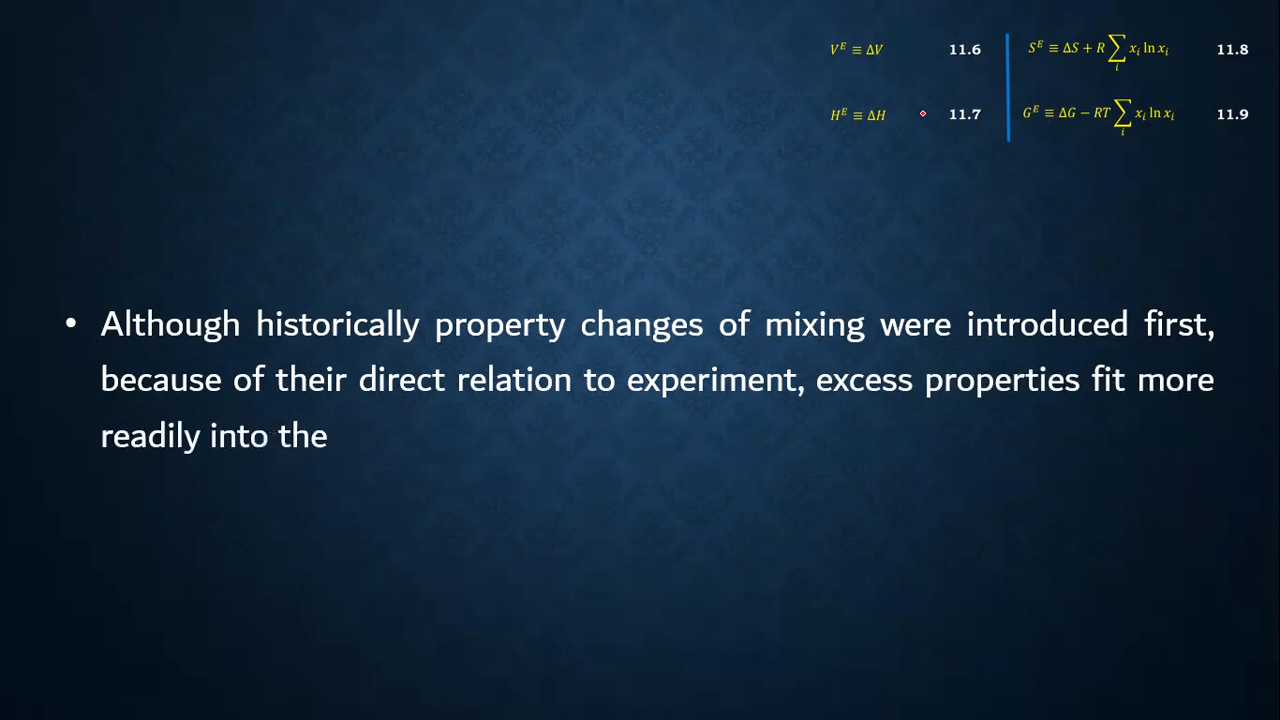 V^E ≡ ΔV 11.6
S^E ≡ ΔS + R ∑_i x_i ln x_i 11.8
H^E ≡ ΔH 11.7
G^E ≡ ΔG − RT ∑_i x_i ln x_i 11.9
• Although historically property changes of mixing were introduced first,
because of their direct relation to experiment, excess properties fit more
readily into the